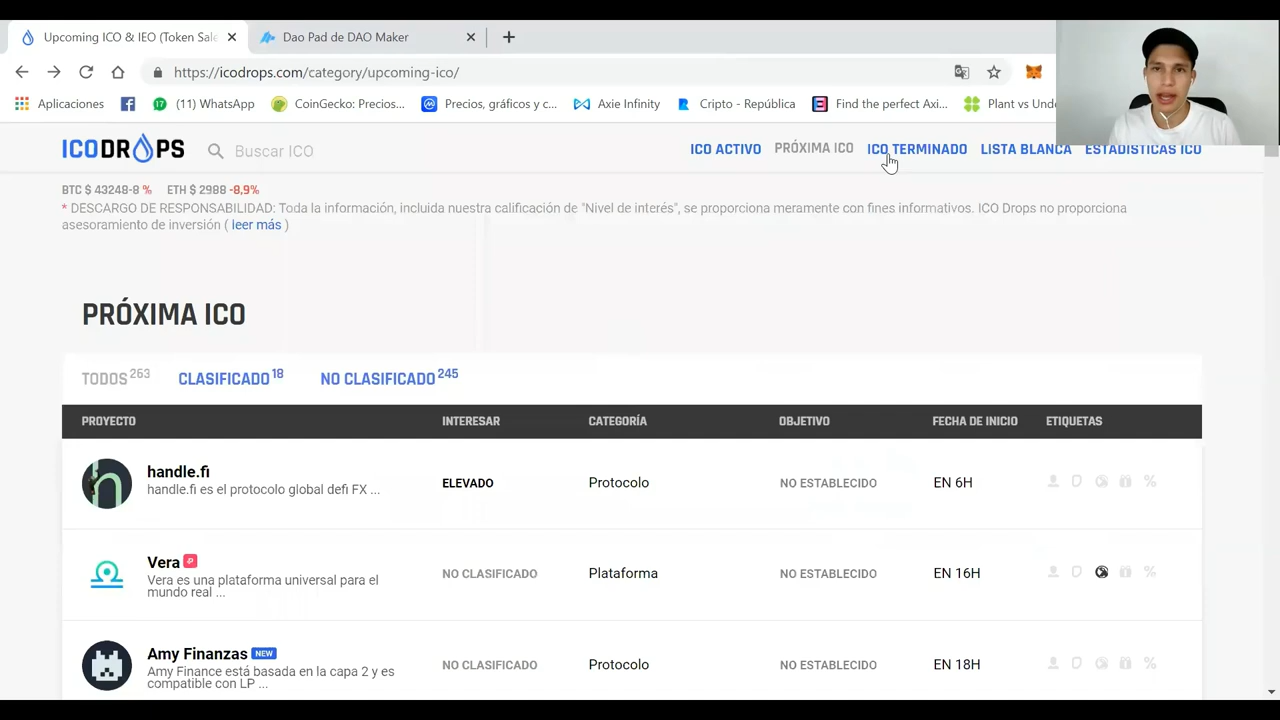 Upcoming ICO & IEO (Token Sale
Dao Pad de DAO Maker
https://icodrops.com/category/upcoming-ico/
Aplicaciones
(11) WhatsApp
CoinGecko: Precios...
Precios, gráficos y c...
Axie Infinity
Cripto - República
Find the perfect Axi...
Plant vs Und
ICODROPS
Buscar ICO
ICO ACTIVO
PRÓXIMA ICO
ICO TERMINADO
LISTA BLANCA
ESTADÍSTICAS ICO
BTC $ 43248-8 % ETH $ 2988 -8,9%
* DESCARGO DE RESPONSABILIDAD: Toda la información, incluida nuestra calificación de "Nivel de interés", se proporciona meramente con fines informativos. ICO Drops no proporciona
asesoramiento de inversión ( leer más )
PRÓXIMA ICO
TODOS 263 CLASIFICADO 18 NO CLASIFICADO 245
PROYECTO INTERESAR CATEGORÍA OBJETIVO FECHA DE INICIO ETIQUETAS
handle.fi
handle.fi es el protocolo global defi FX ...
ELEVADO Protocolo NO ESTABLECIDO EN 6H
Vera
Vera es una plataforma universal para el
mundo real ...
NO CLASIFICADO Plataforma NO ESTABLECIDO EN 16H
Amy Finanzas NEW
Amy Finance está basada en la capa 2 y es
compatible con LP ...
NO CLASIFICADO Protocolo NO ESTABLECIDO EN 18H